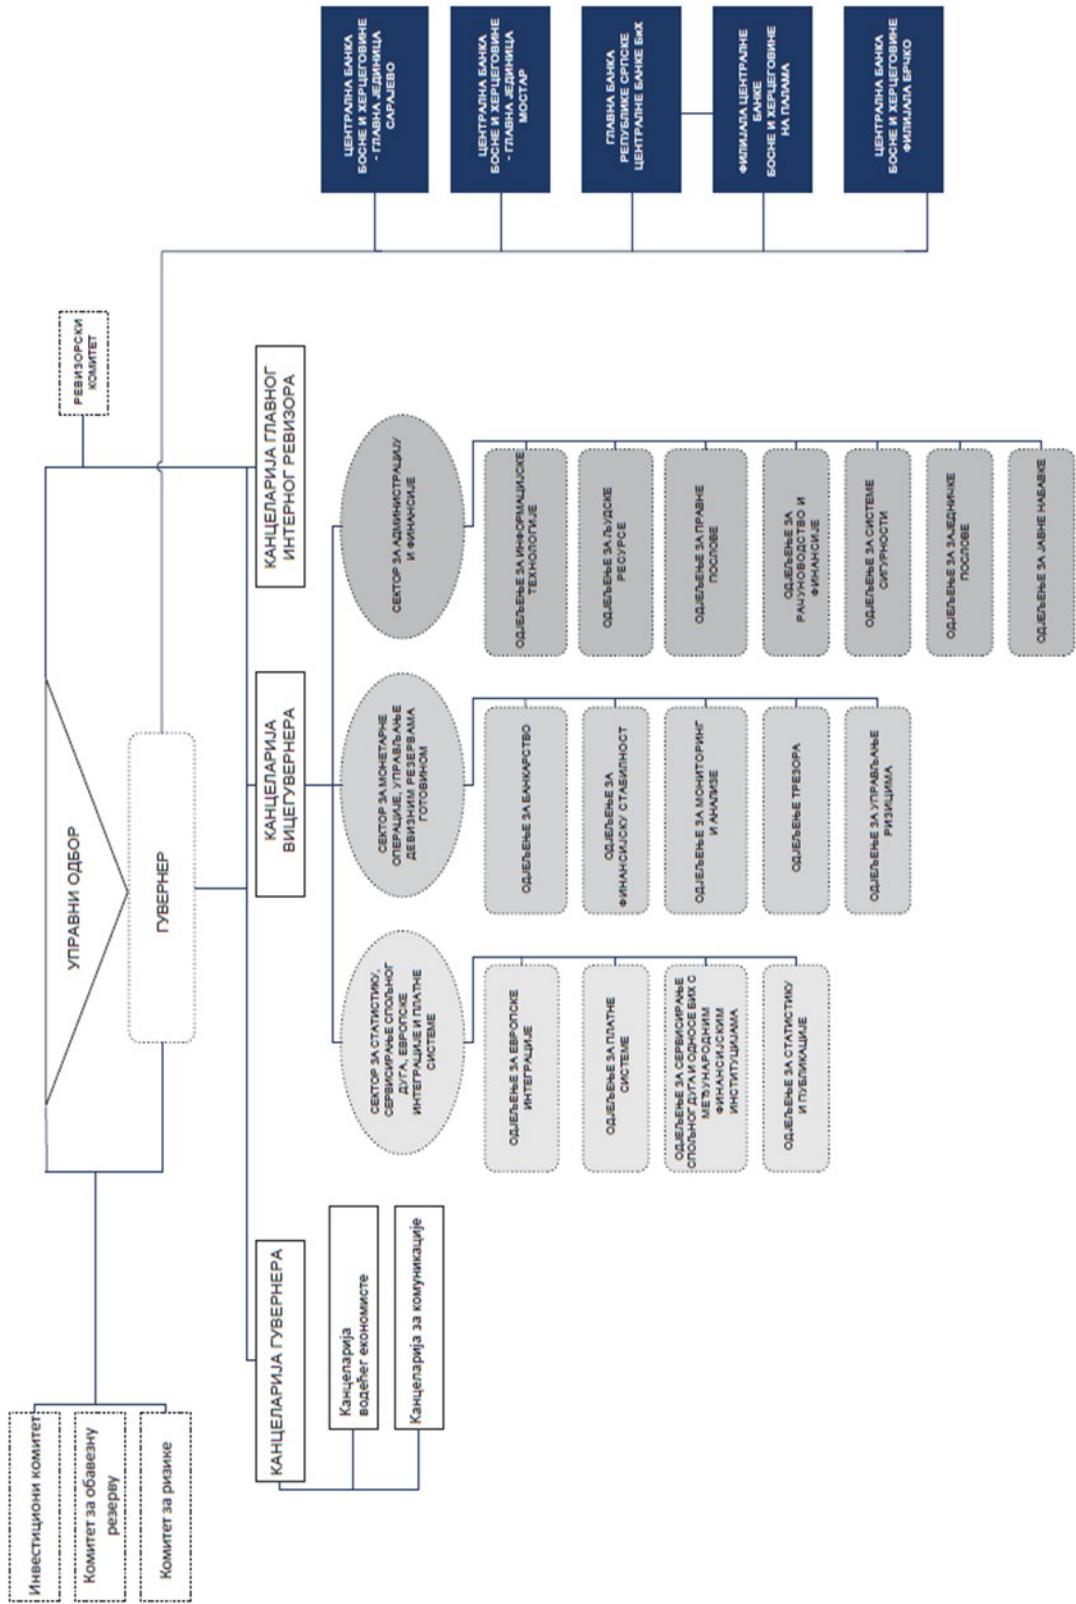 УПРАВНИ ОДБОР
ГУВЕРНЕР
РЕВИЗОРСКИ
КОМИТЕТ
Инвестициони комитет
Комитет за обавезну
резерву
Комитет за ризике
КАНЦЕЛАРИЈА ГУВЕРНЕРА
Канцеларија
водећег економисте
Канцеларија за комуникације
КАНЦЕЛАРИЈА
ВИЦЕГУВЕРНЕРА
КАНЦЕЛАРИЈА ГЛАВНОГ
ИНТЕРНОГ РЕВИЗОРА
СЕКТОР ЗА СТАТИСТИКУ,
СЕРВИСИРАЊЕ СПОЉНОГ
ДУГА, ЕВРОПСКЕ
ИНТЕГРАЦИЈЕ И ПЛАТНЕ
СИСТЕМЕ
ОДЈЕЉЕЊЕ ЗА ЕВРОПСКЕ
ИНТЕГРАЦИЈЕ
ОДЈЕЉЕЊЕ ЗА ПЛАТНЕ
СИСТЕМЕ
ОДЈЕЉЕЊЕ ЗА СЕРВИСИРАЊЕ
СПОЉНОГ ДУГА И ОДНОСЕ БИХ С
МЕЂУНАРОДНИМ
ФИНАНСИЈСКИМ
ИНСТИТУЦИЈАМА
ОДЈЕЉЕЊЕ ЗА СТАТИСТИКУ
И ПУБЛИКАЦИЈЕ
СЕКТОР ЗА МОНЕТАРНЕ
ОПЕРАЦИЈЕ, УПРАВЉАЊЕ
ДЕВИЗНИМ РЕЗЕРВАМА
ГОТОВИНОМ
ОДЈЕЉЕЊЕ ЗА БАНКАРСТВО
ОДЈЕЉЕЊЕ ЗА
ФИНАНСИЈСКУ СТАБИЛНОСТ
ОДЈЕЉЕЊЕ ЗА МОНИТОРИНГ
И АНАЛИЗЕ
ОДЈЕЉЕЊЕ ТРЕЗОРА
ОДЈЕЉЕЊЕ ЗА УПРАВЉАЊЕ
РИЗИЦИМА
СЕКТОР ЗА АДМИНИСТРАЦИЈУ
И ФИНАНСИЈЕ
ОДЈЕЉЕЊЕ ЗА ИНФОРМАЦИЈСКЕ
ТЕХНОЛОГИЈЕ
ОДЈЕЉЕЊЕ ЗА ЉУДСКЕ
РЕСУРСЕ
ОДЈЕЉЕЊЕ ЗА ПРАВНЕ
ПОСЛОВЕ
ОДЈЕЉЕЊЕ ЗА
РАЧУНОВОДСТВО И
ФИНАНСИЈЕ
ОДЈЕЉЕЊЕ ЗА СИСТЕМЕ
СИГУРНОСТИ
ОДЈЕЉЕЊЕ ЗА ЗАЈЕДНИЧКЕ
ПОСЛОВЕ
ОДЈЕЉЕЊЕ ЗА ЈАВНЕ НАБАВКЕ
ЦЕНТРАЛНА БАНКА
БОСНЕ И ХЕРЦЕГОВИНЕ
- ГЛАВНА ЈЕДИНИЦА
САРАЈЕВО
ЦЕНТРАЛНА БАНКА
БОСНЕ И ХЕРЦЕГОВИНЕ
- ГЛАВНА ЈЕДИНИЦА
МОСТАР
ГЛАВНА БАНКА
РЕПУБЛИКЕ СРПСКЕ
ЦЕНТРАЛНЕ БАНКЕ БиХ
ФИЛИЈАЛА ЦЕНТРАЛНЕ
БАНКЕ
БОСНЕ И ХЕРЦЕГОВИНЕ
НА ПАЛАМА
ЦЕНТРАЛНА БАНКА
БОСНЕ И ХЕРЦЕГОВИНЕ
ФИЛИЈАЛА БРЧКО